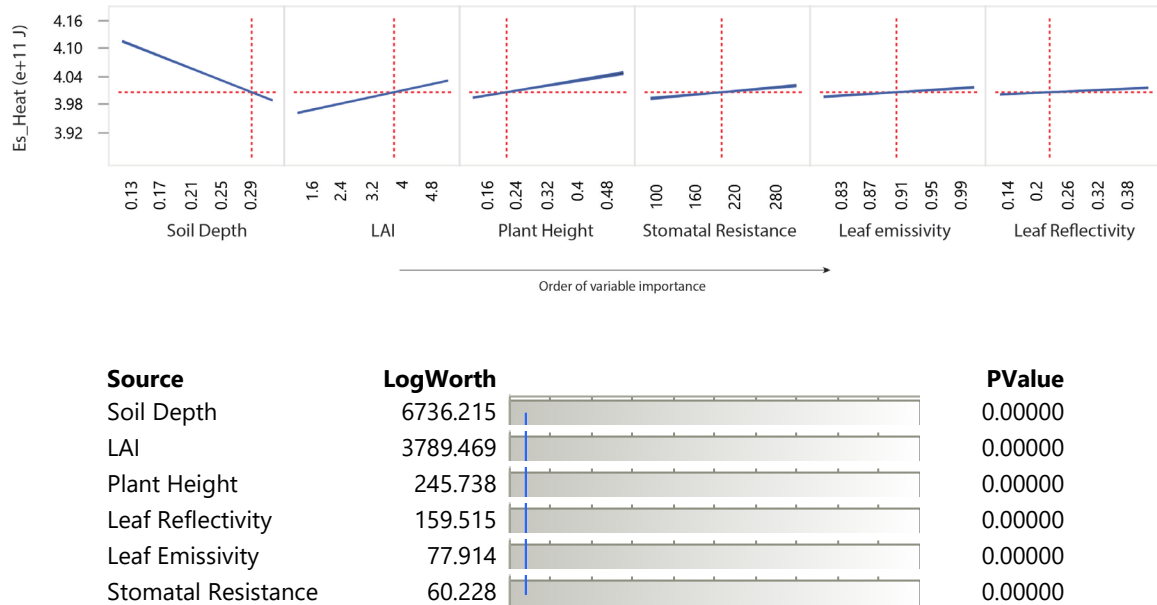 Es_Heat (e+11 J)
4.16
4.10
4.04
3.98
3.92
0.13 0.17 0.21 0.25 0.29
1.6 2.4 3.2 4 4.8
0.16 0.24 0.32 0.4 0.48
100 160 220 280
0.83 0.87 0.91 0.95 0.99
0.14 0.2 0.26 0.32 0.38
Soil Depth LAI Plant Height Stomatal Resistance Leaf emissivity Leaf Reflectivity
Order of variable importance
Source LogWorth PValue
Soil Depth 6736.215 0.00000
LAI 3789.469 0.00000
Plant Height 245.738 0.00000
Leaf Reflectivity 159.515 0.00000
Leaf Emissivity 77.914 0.00000
Stomatal Resistance 60.228 0.00000